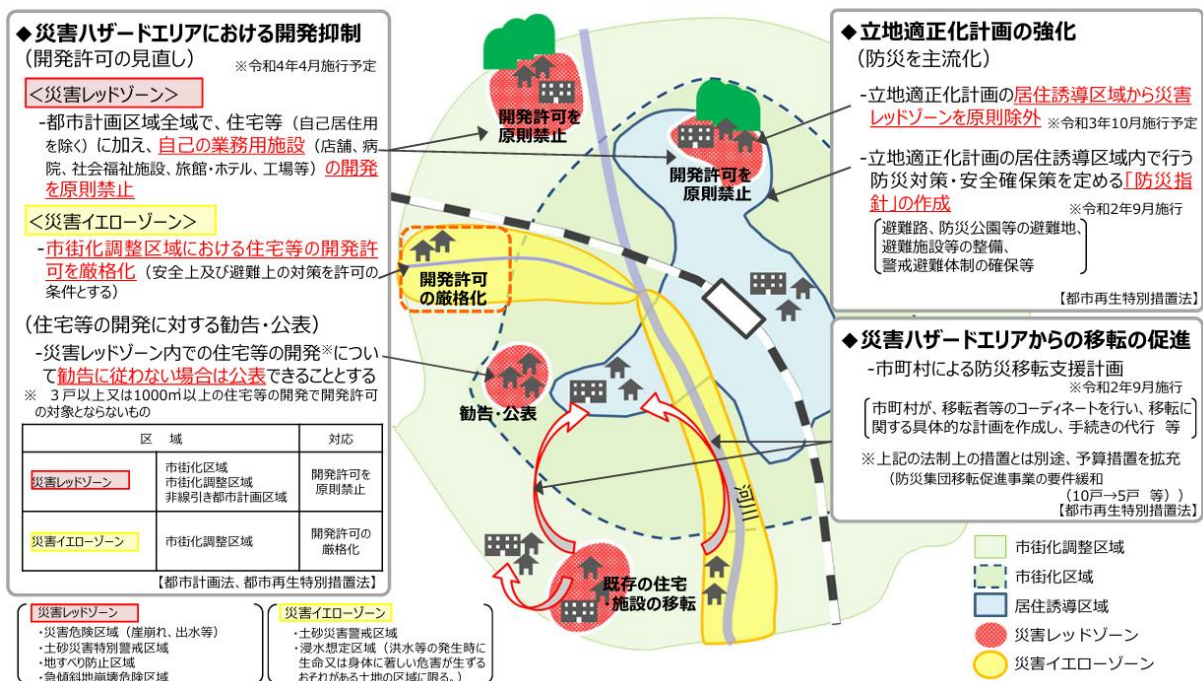 ◆災害ハザードエリアにおける開発抑制
（開発許可の見直し）
※令和4年4月施行予定
＜災害レッドゾーン＞
-都市計画区域全域で、住宅等（自己居住用
を除く）に加え、自己の業務用施設（店舗、病
院、社会福祉施設、旅館・ホテル、工場等）の開発
を原則禁止
＜災害イエローゾーン＞
-市街化調整区域における住宅等の開発許
可を厳格化（安全上及び避難上の対策を許可の
条件とする）
（住宅等の開発に対する勧告・公表）
-災害レッドゾーン内での住宅等の開発※につい
て勧告に従わない場合は公表できることとする
※ 3戸以上又は1000㎡以上の住宅等の開発で開発許可
の対象とならないもの
区 域 対応
災害レッドゾーン
市街化区域
市街化調整区域
非線引き都市計画区域
開発許可を
原則禁止
災害イエローゾーン
市街化調整区域
開発許可の
厳格化
【都市計画法、都市再生特別措置法】
災害レッドゾーン
・災害危険区域（崖崩れ、出水等）
・土砂災害特別警戒区域
・地すべり防止区域
・急傾斜地崩壊危険区域
災害イエローゾーン
・土砂災害警戒区域
・浸水想定区域（洪水等の発生時に
生命又は身体に著しい危害が生ずる
おそれがある土地の区域に限る。）
開発許可を
原則禁止
開発許可を
原則禁止
開発許可
の厳格化
勧告・公表
河川
既存の住宅
・施設の移転
◆立地適正化計画の強化
（防災を主流化）
-立地適正化計画の居住誘導区域から災害
レッドゾーンを原則除外 ※令和3年10月施行予定
-立地適正化計画の居住誘導区域内で行う
防災対策・安全確保策を定める「防災指
針」の作成
※令和2年9月施行
避難路、防災公園等の避難地、
避難施設等の整備、
警戒避難体制の確保等
【都市再生特別措置法】
◆災害ハザードエリアからの移転の促進
-市町村による防災移転支援計画
※令和2年9月施行
市町村が、移転者等のコーディネートを行い、移転に
関する具体的な計画を作成し、手続きの代行 等
※上記の法制上の措置とは別途、予算措置を拡充
（防災集団移転促進事業の要件緩和
（10戸→5戸 等））
【都市再生特別措置法】
市街化調整区域
市街化区域
居住誘導区域
災害レッドゾーン
災害イエローゾーン